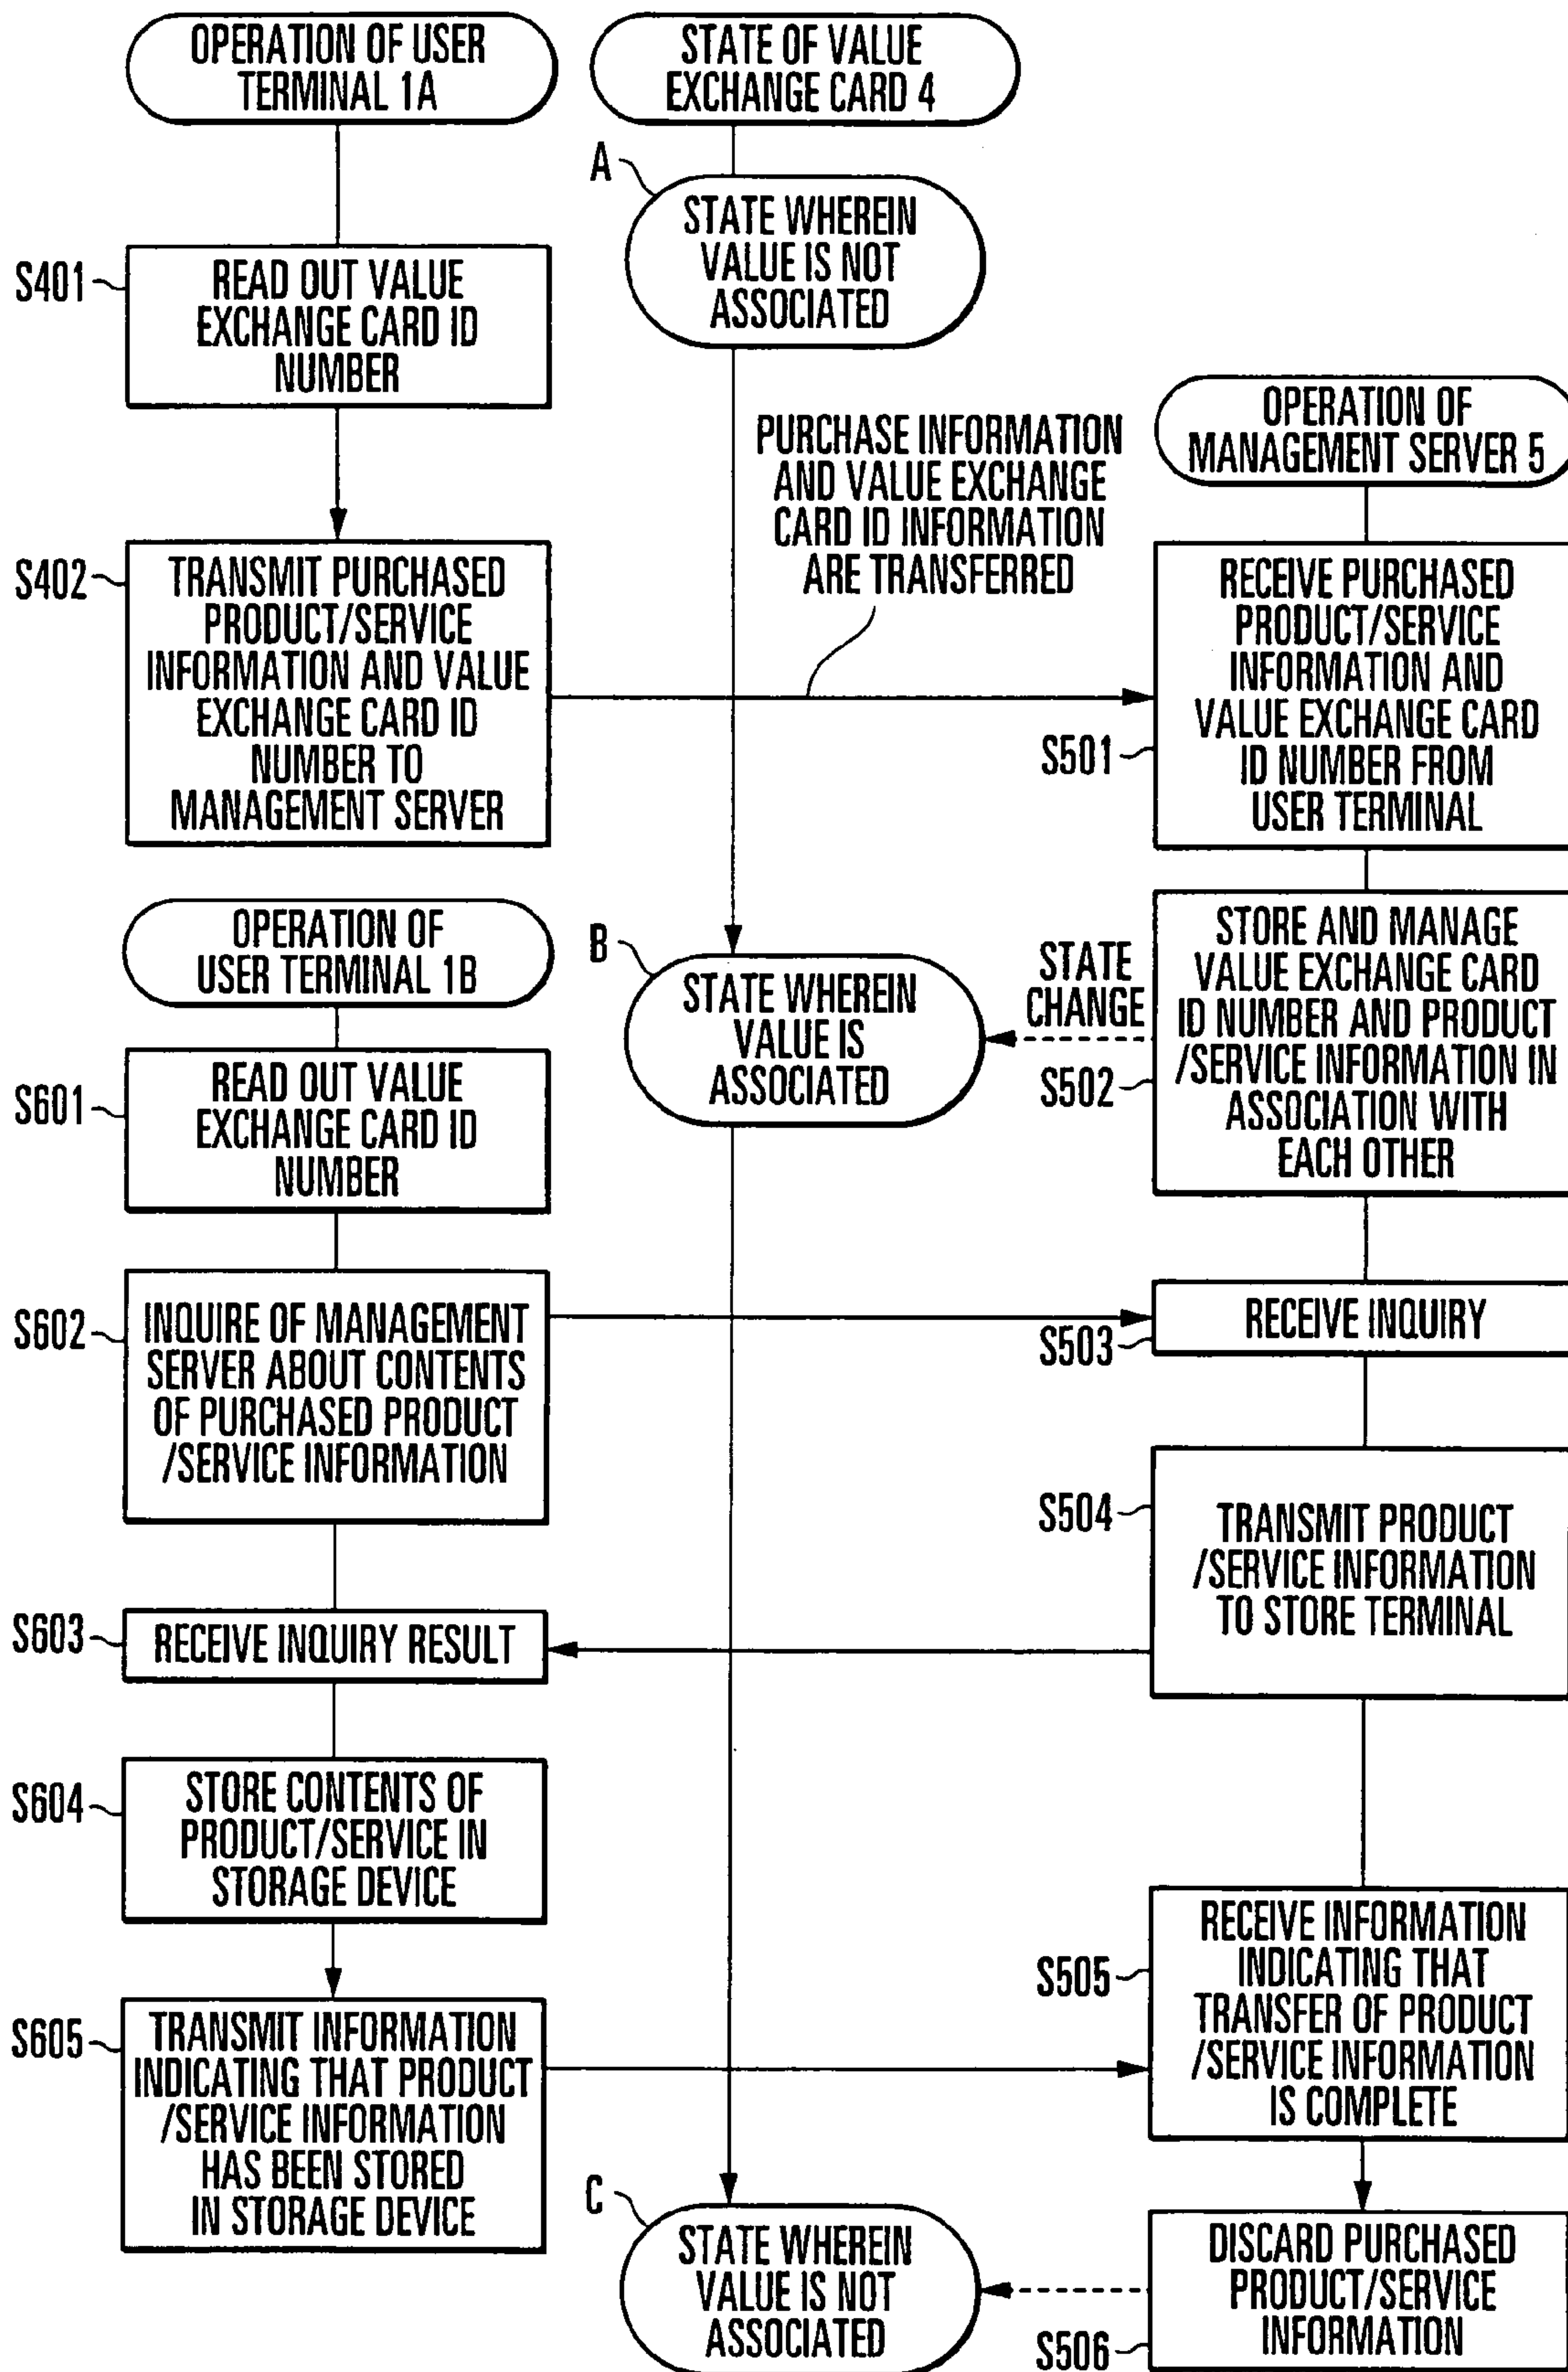 OPERATION OF USER
TERMINAL 1A
STATE OF VALUE
EXCHANGE CARD 4
A
STATE WHEREIN
VALUE IS NOT
ASSOCIATED
S401
READ OUT VALUE
EXCHANGE CARD ID
NUMBER
OPERATION OF
MANAGEMENT SERVER 5
PURCHASE INFORMATION
AND VALUE EXCHANGE
CARD ID INFORMATION
ARE TRANSFERRED
S402
TRANSMIT PURCHASED
PRODUCT/SERVICE
INFORMATION AND VALUE
EXCHANGE CARD ID
NUMBER TO
MANAGEMENT SERVER
RECEIVE PURCHASED
PRODUCT/SERVICE
INFORMATION AND
VALUE EXCHANGE CARD
ID NUMBER FROM
USER TERMINAL
S501
OPERATION OF
USER TERMINAL 1B
B
STATE WHEREIN
VALUE IS
ASSOCIATED
STATE
CHANGE
STORE AND MANAGE
VALUE EXCHANGE CARD
ID NUMBER AND PRODUCT
/SERVICE INFORMATION IN
ASSOCIATION WITH
EACH OTHER
S502
S601
READ OUT VALUE
EXCHANGE CARD ID
NUMBER
S602
INQUIRE OF MANAGEMENT
SERVER ABOUT CONTENTS
OF PURCHASED PRODUCT
/SERVICE INFORMATION
RECEIVE INQUIRY
S503
S504
TRANSMIT PRODUCT
/SERVICE INFORMATION
TO STORE TERMINAL
S603
RECEIVE INQUIRY RESULT
S604
STORE CONTENTS OF
PRODUCT/SERVICE IN
STORAGE DEVICE
S505
RECEIVE INFORMATION
INDICATING THAT
TRANSFER OF PRODUCT
/SERVICE INFORMATION
IS COMPLETE
S605
TRANSMIT INFORMATION
INDICATING THAT PRODUCT
/SERVICE INFORMATION
HAS BEEN STORED
IN STORAGE DEVICE
C
STATE WHEREIN
VALUE IS NOT
ASSOCIATED
DISCARD PURCHASED
PRODUCT/SERVICE
INFORMATION
S506